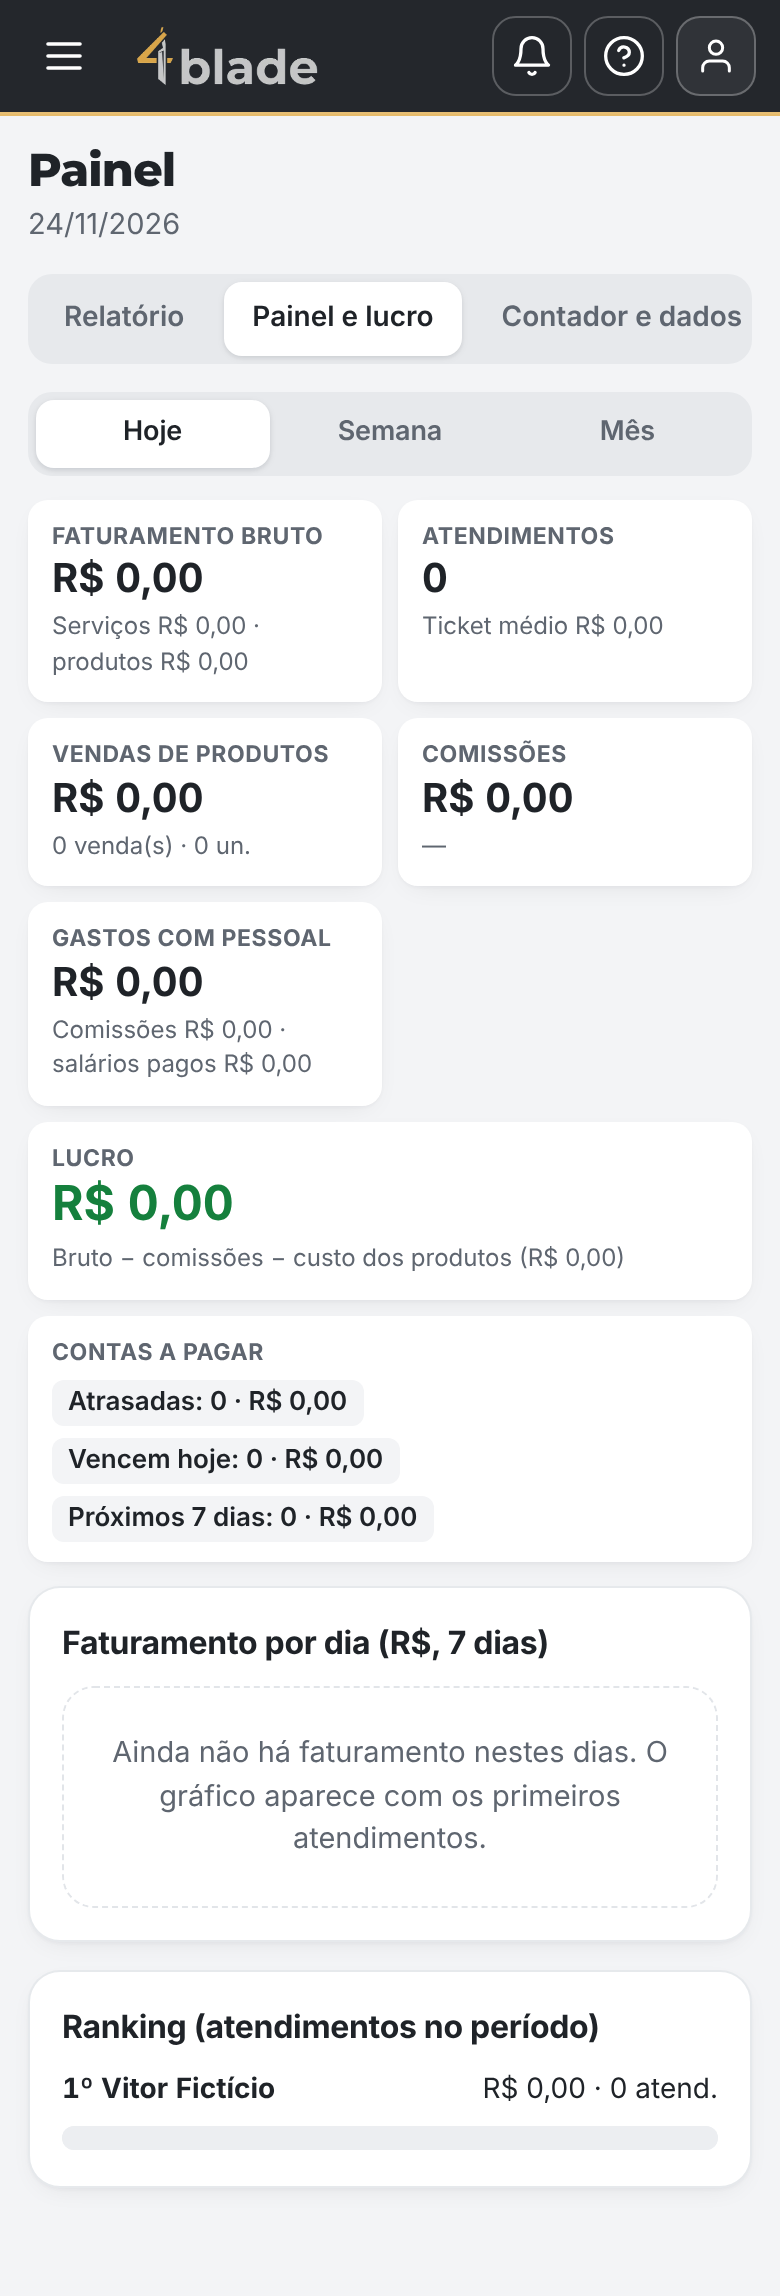 4blade
Painel
24/11/2026
Relatório
Painel e lucro
Contador e dados
Hoje
Semana
Mês
FATURAMENTO BRUTO
R$ 0,00
Serviços R$ 0,00 ·
produtos R$ 0,00
ATENDIMENTOS
0
Ticket médio R$ 0,00
VENDAS DE PRODUTOS
R$ 0,00
0 venda(s) · 0 un.
COMISSÕES
R$ 0,00
—
GASTOS COM PESSOAL
R$ 0,00
Comissões R$ 0,00 ·
salários pagos R$ 0,00
LUCRO
R$ 0,00
Bruto − comissões − custo dos produtos (R$ 0,00)
CONTAS A PAGAR
Atrasadas: 0 · R$ 0,00
Vencem hoje: 0 · R$ 0,00
Próximos 7 dias: 0 · R$ 0,00
Faturamento por dia (R$, 7 dias)
Ainda não há faturamento nestes dias. O
gráfico aparece com os primeiros
atendimentos.
Ranking (atendimentos no período)
1º Vitor Fictício
R$ 0,00 · 0 atend.